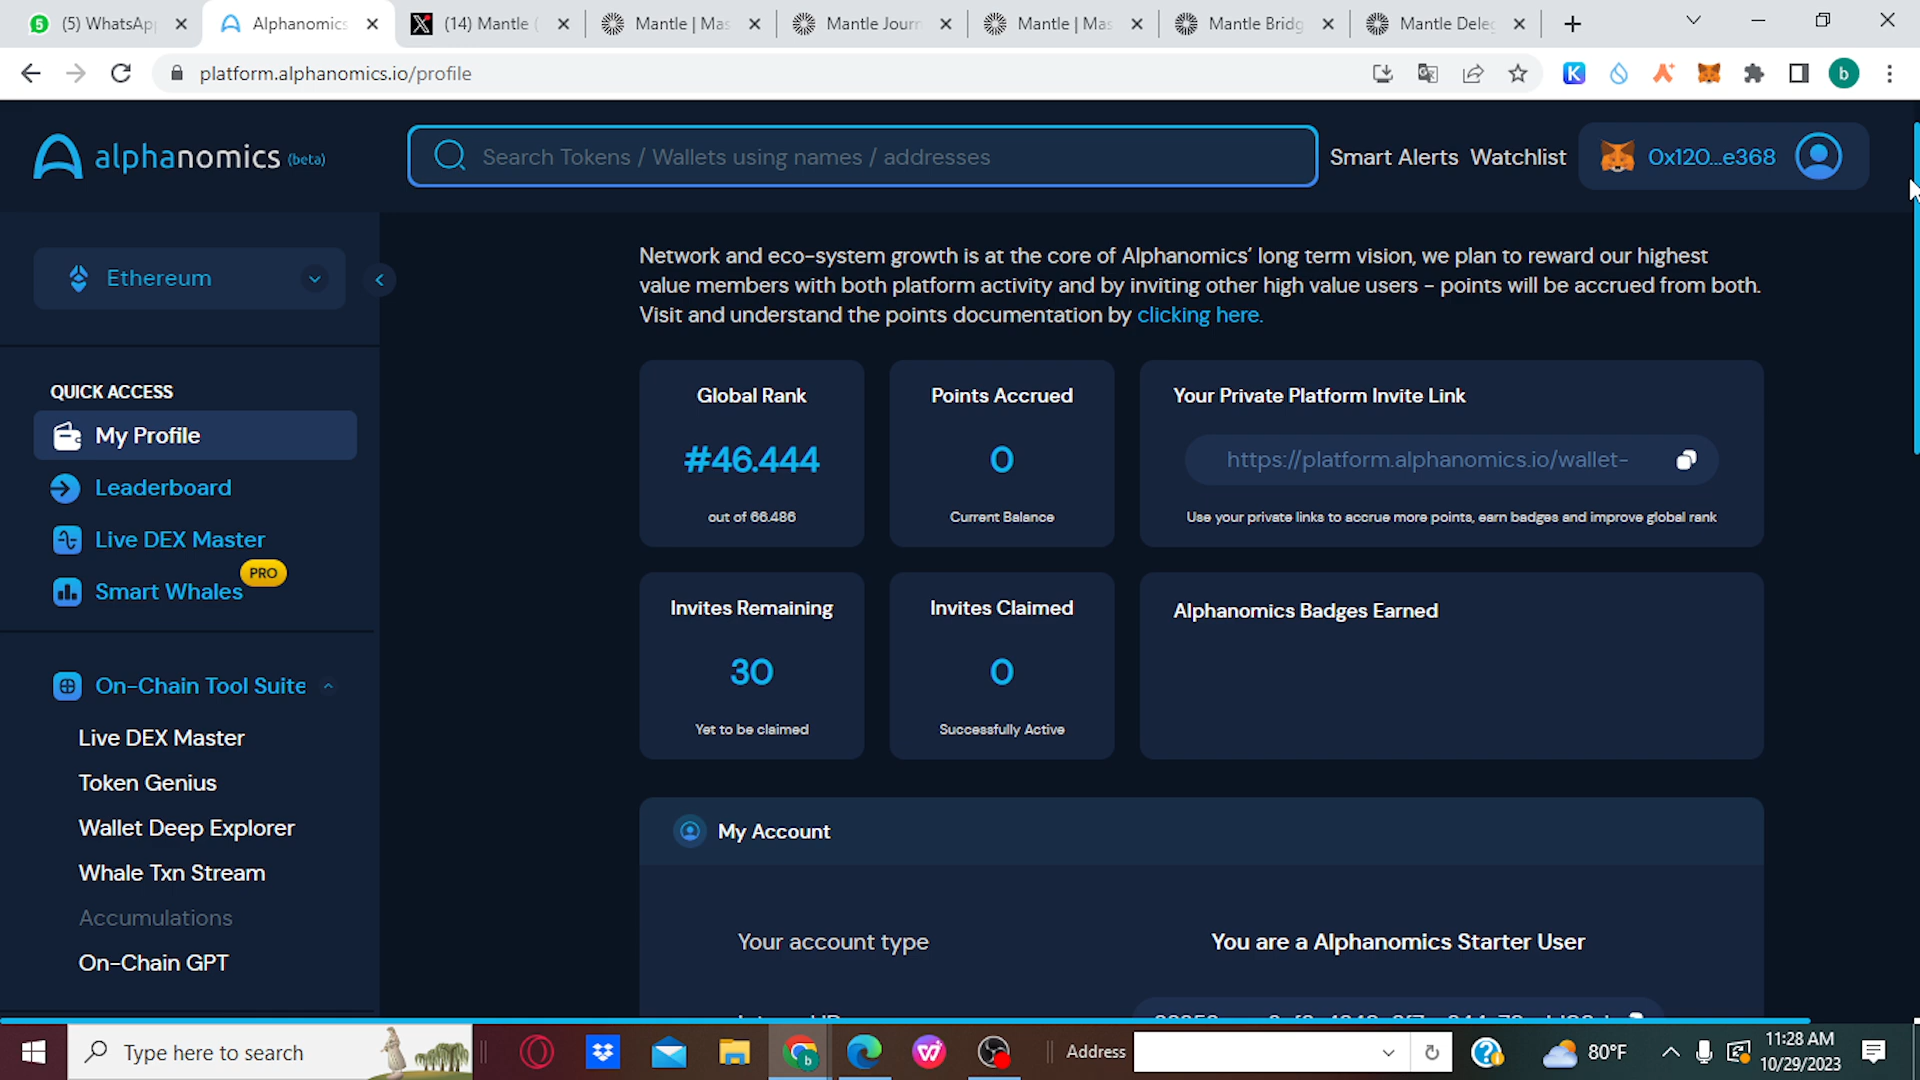 (5) WhatsApp
Alphanomics
(14) Mantle (
Mantle | Mas
Mantle Journ
Mantle | Mas
Mantle Bridg
Mantle Deleg
platform.alphanomics.io/profile
alphanomics (beta)
Search Tokens / Wallets using names / addresses
Smart Alerts
Watchlist
0x120...e368
Ethereum
Network and eco-system growth is at the core of Alphanomics' long term vision, we plan to reward our highest
value members with both platform activity and by inviting other high value users - points will be accrued from both.
Visit and understand the points documentation by clicking here.
QUICK ACCESS
My Profile
Leaderboard
Live DEX Master
Smart Whales
PRO
On-Chain Tool Suite
Live DEX Master
Token Genius
Wallet Deep Explorer
Whale Txn Stream
Accumulations
On-Chain GPT
Global Rank
#46.444
out of 66.486
Points Accrued
0
Current Balance
Your Private Platform Invite Link
https://platform.alphanomics.io/wallet-
Use your private links to accrue more points, earn badges and improve global rank
Invites Remaining
30
Yet to be claimed
Invites Claimed
0
Successfully Active
Alphanomics Badges Earned
My Account
Your account type
You are a Alphanomics Starter User
Type here to search
Address
80°F
11:28 AM
10/29/2023